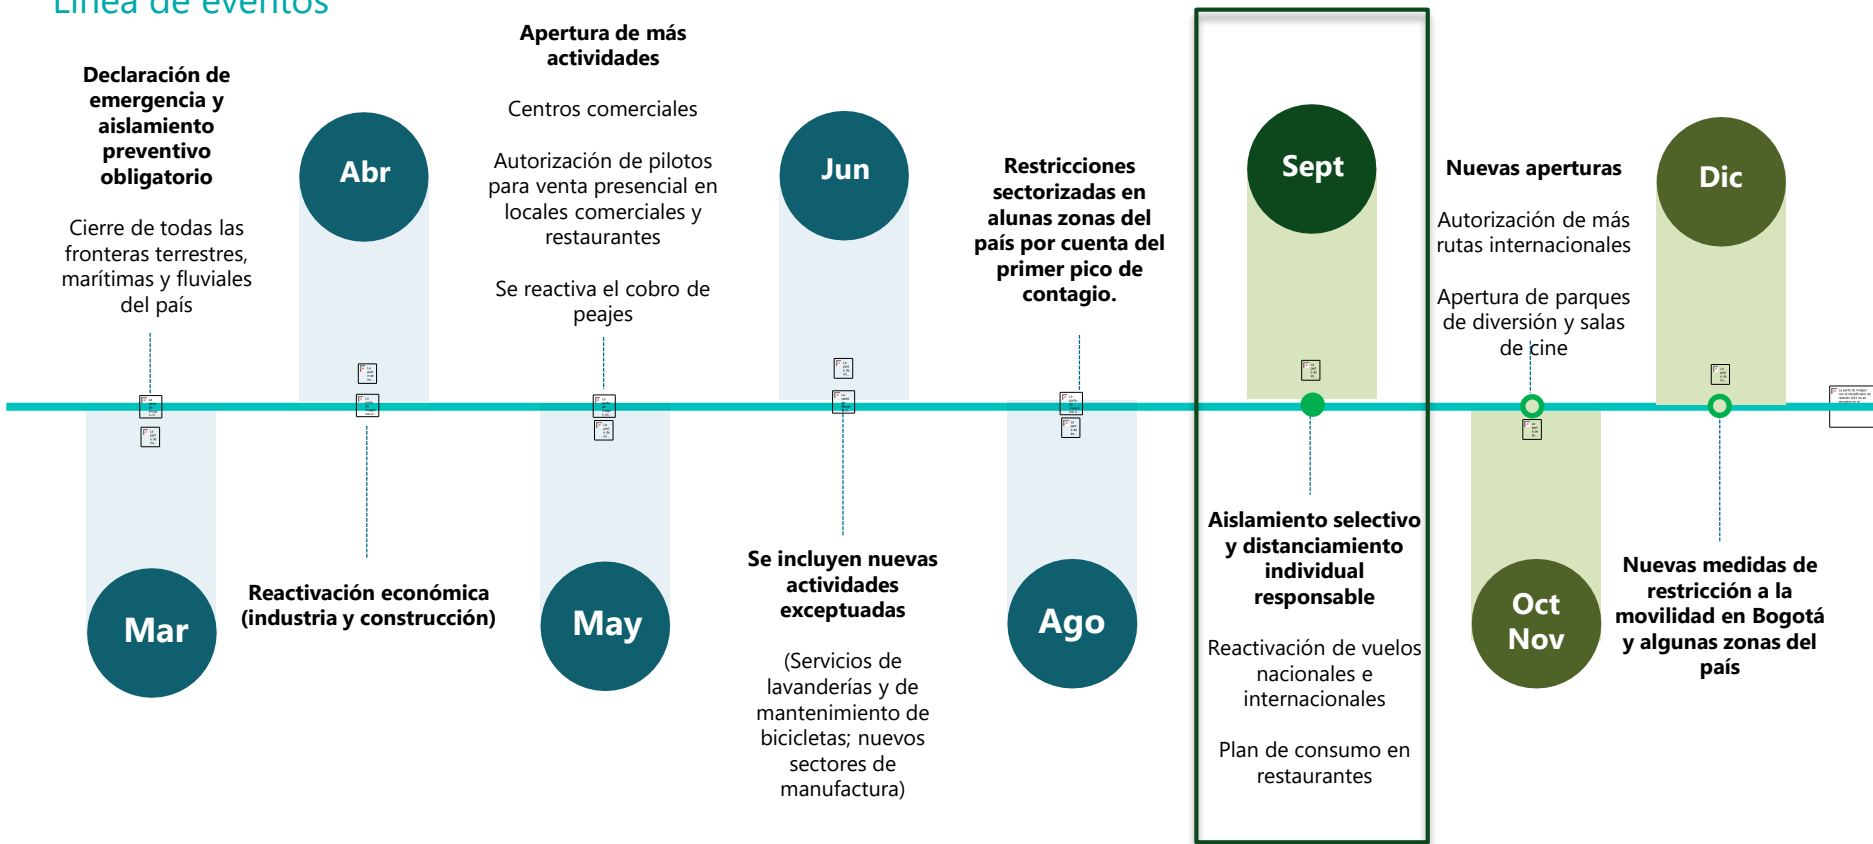 Línea de eventos
Declaración de
emergencia y
aislamiento
preventivo
obligatorio
Cierre de todas las
fronteras terrestres,
marítimas y fluviales
del país
Mar
Abr
Reactivación económica
(industria y construcción)
Apertura de más
actividades
Centros comerciales
Autorización de pilotos
para venta presencial en
locales comerciales y
restaurantes
Se reactiva el cobro de
peajes
May
Jun
Se incluyen nuevas
actividades
exceptuadas
(Servicios de
lavanderías y de
mantenimiento de
bicicletas; nuevos
sectores de
manufactura)
Restricciones
sectorizadas en
alunas zonas del
país por cuenta del
primer pico de
contagio.
Ago
Sept
Aislamiento selectivo
y distanciamiento
individual
responsable
Reactivación de vuelos
nacionales e
internacionales
Plan de consumo en
restaurantes
Nuevas aperturas
Autorización de más
rutas internacionales
Apertura de parques
de diversión y salas
de cine
Oct
Nov
Dic
Nuevas medidas de
restricción a la
movilidad en Bogotá
y algunas zonas del
país